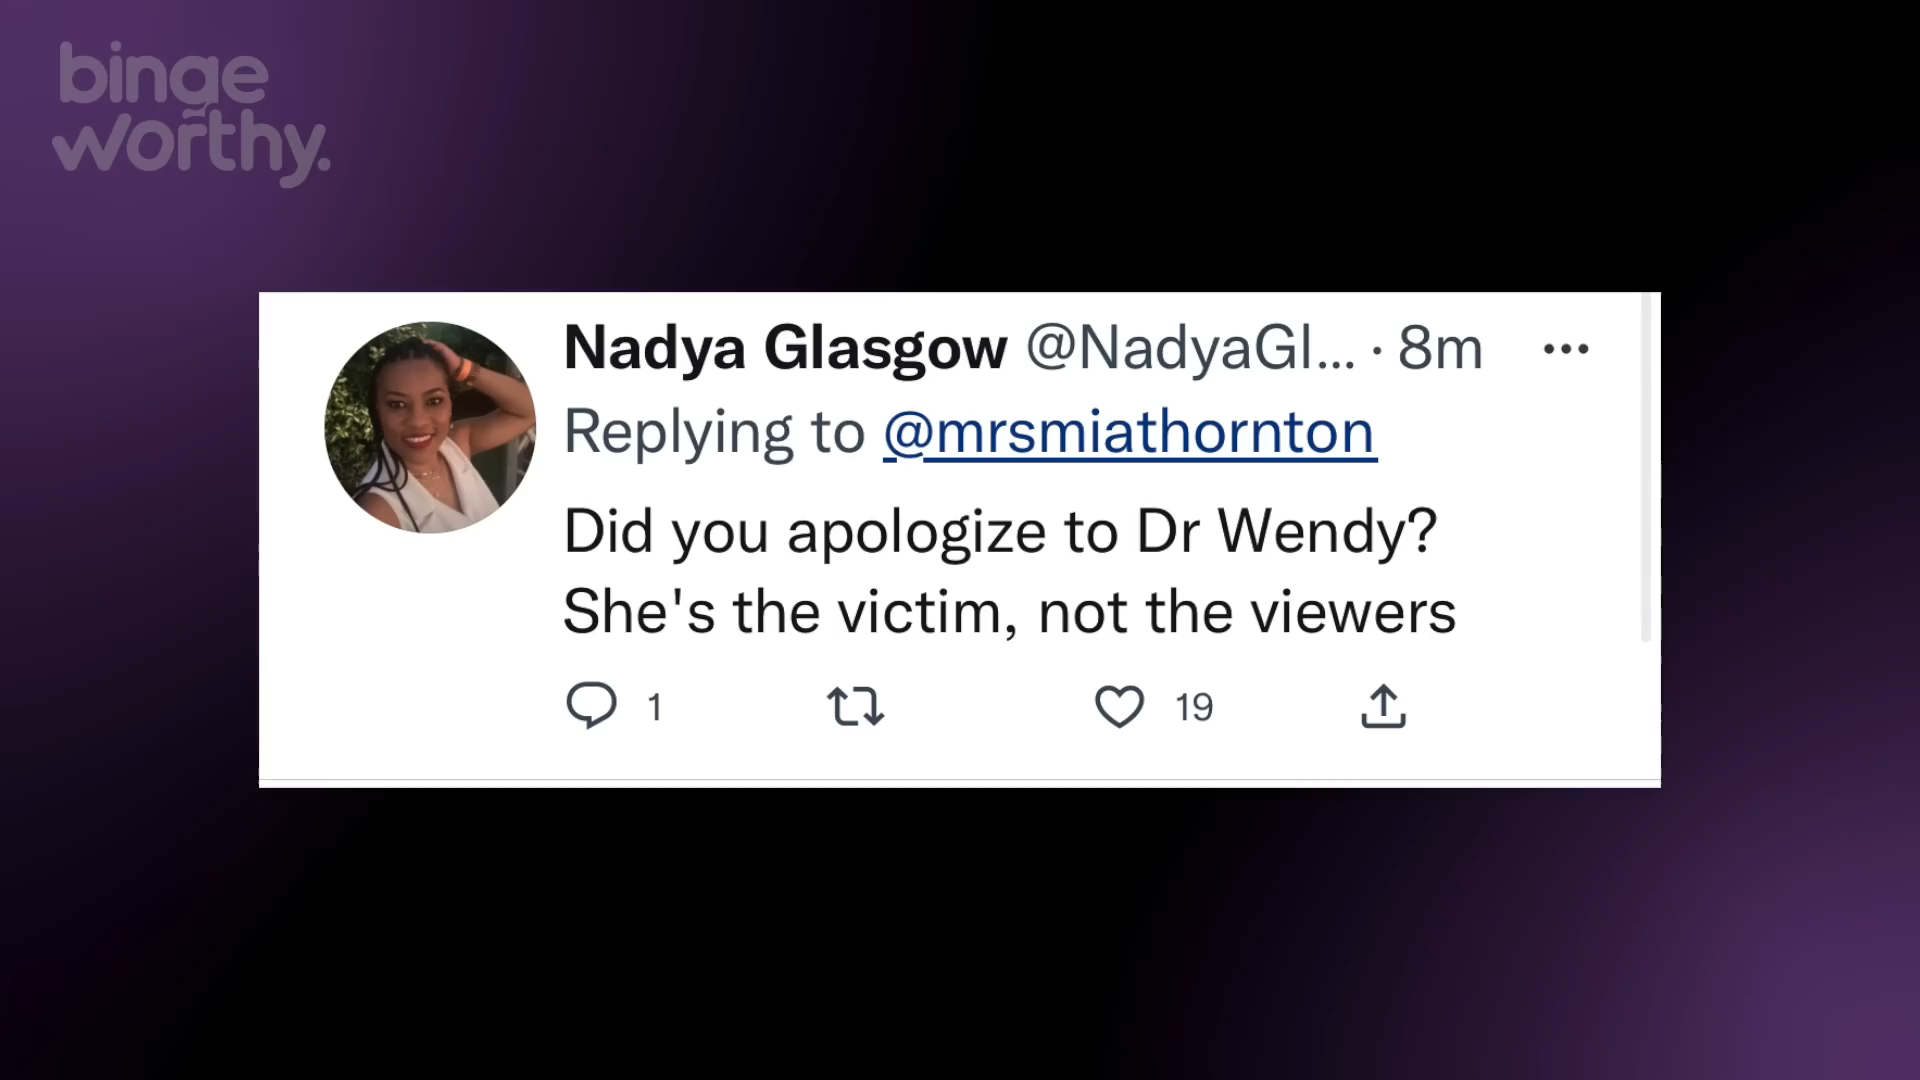 binge
worthy.
Nadya Glasgow @NadyaGl... · 8m
Replying to @mrsmiathornton
Did you apologize to Dr Wendy?
She's the victim, not the viewers
1 19